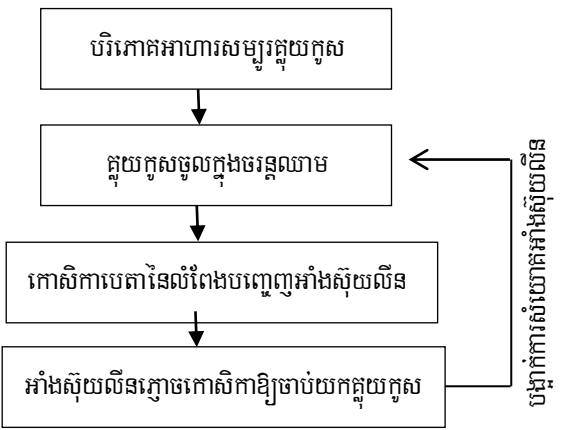 បរិភោគអាហារសម្បូរគ្លុយកូស
គ្លុយកូសចូលក្នុងចរន្តឈាម
កោសិកាបេតានៃលំពែងបញ្ចេញអាំងស៊ុយលីន
អាំងស៊ុយលីនភ្ញោចកោសិកាឱ្យចាប់យកគ្លុយកូស
បង្អាក់ការសំយោគអាំងស៊ុយលីន